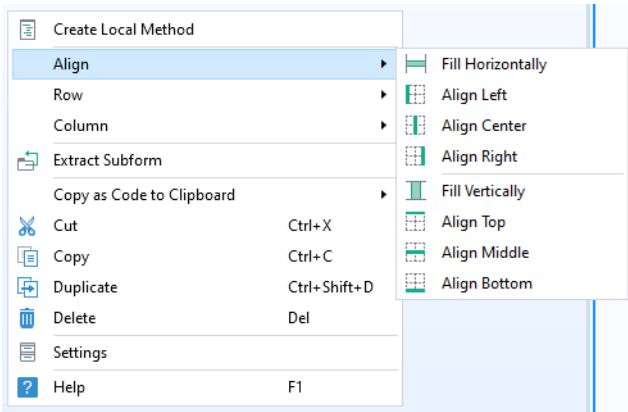 Create Local Method
Align
Row
Column
Extract Subform
Copy as Code to Clipboard
Cut Ctrl+X
Copy Ctrl+C
Duplicate Ctrl+Shift+D
Delete Del
Settings
? Help F1
Fill Horizontally
Align Left
Align Center
Align Right
Fill Vertically
Align Top
Align Middle
Align Bottom